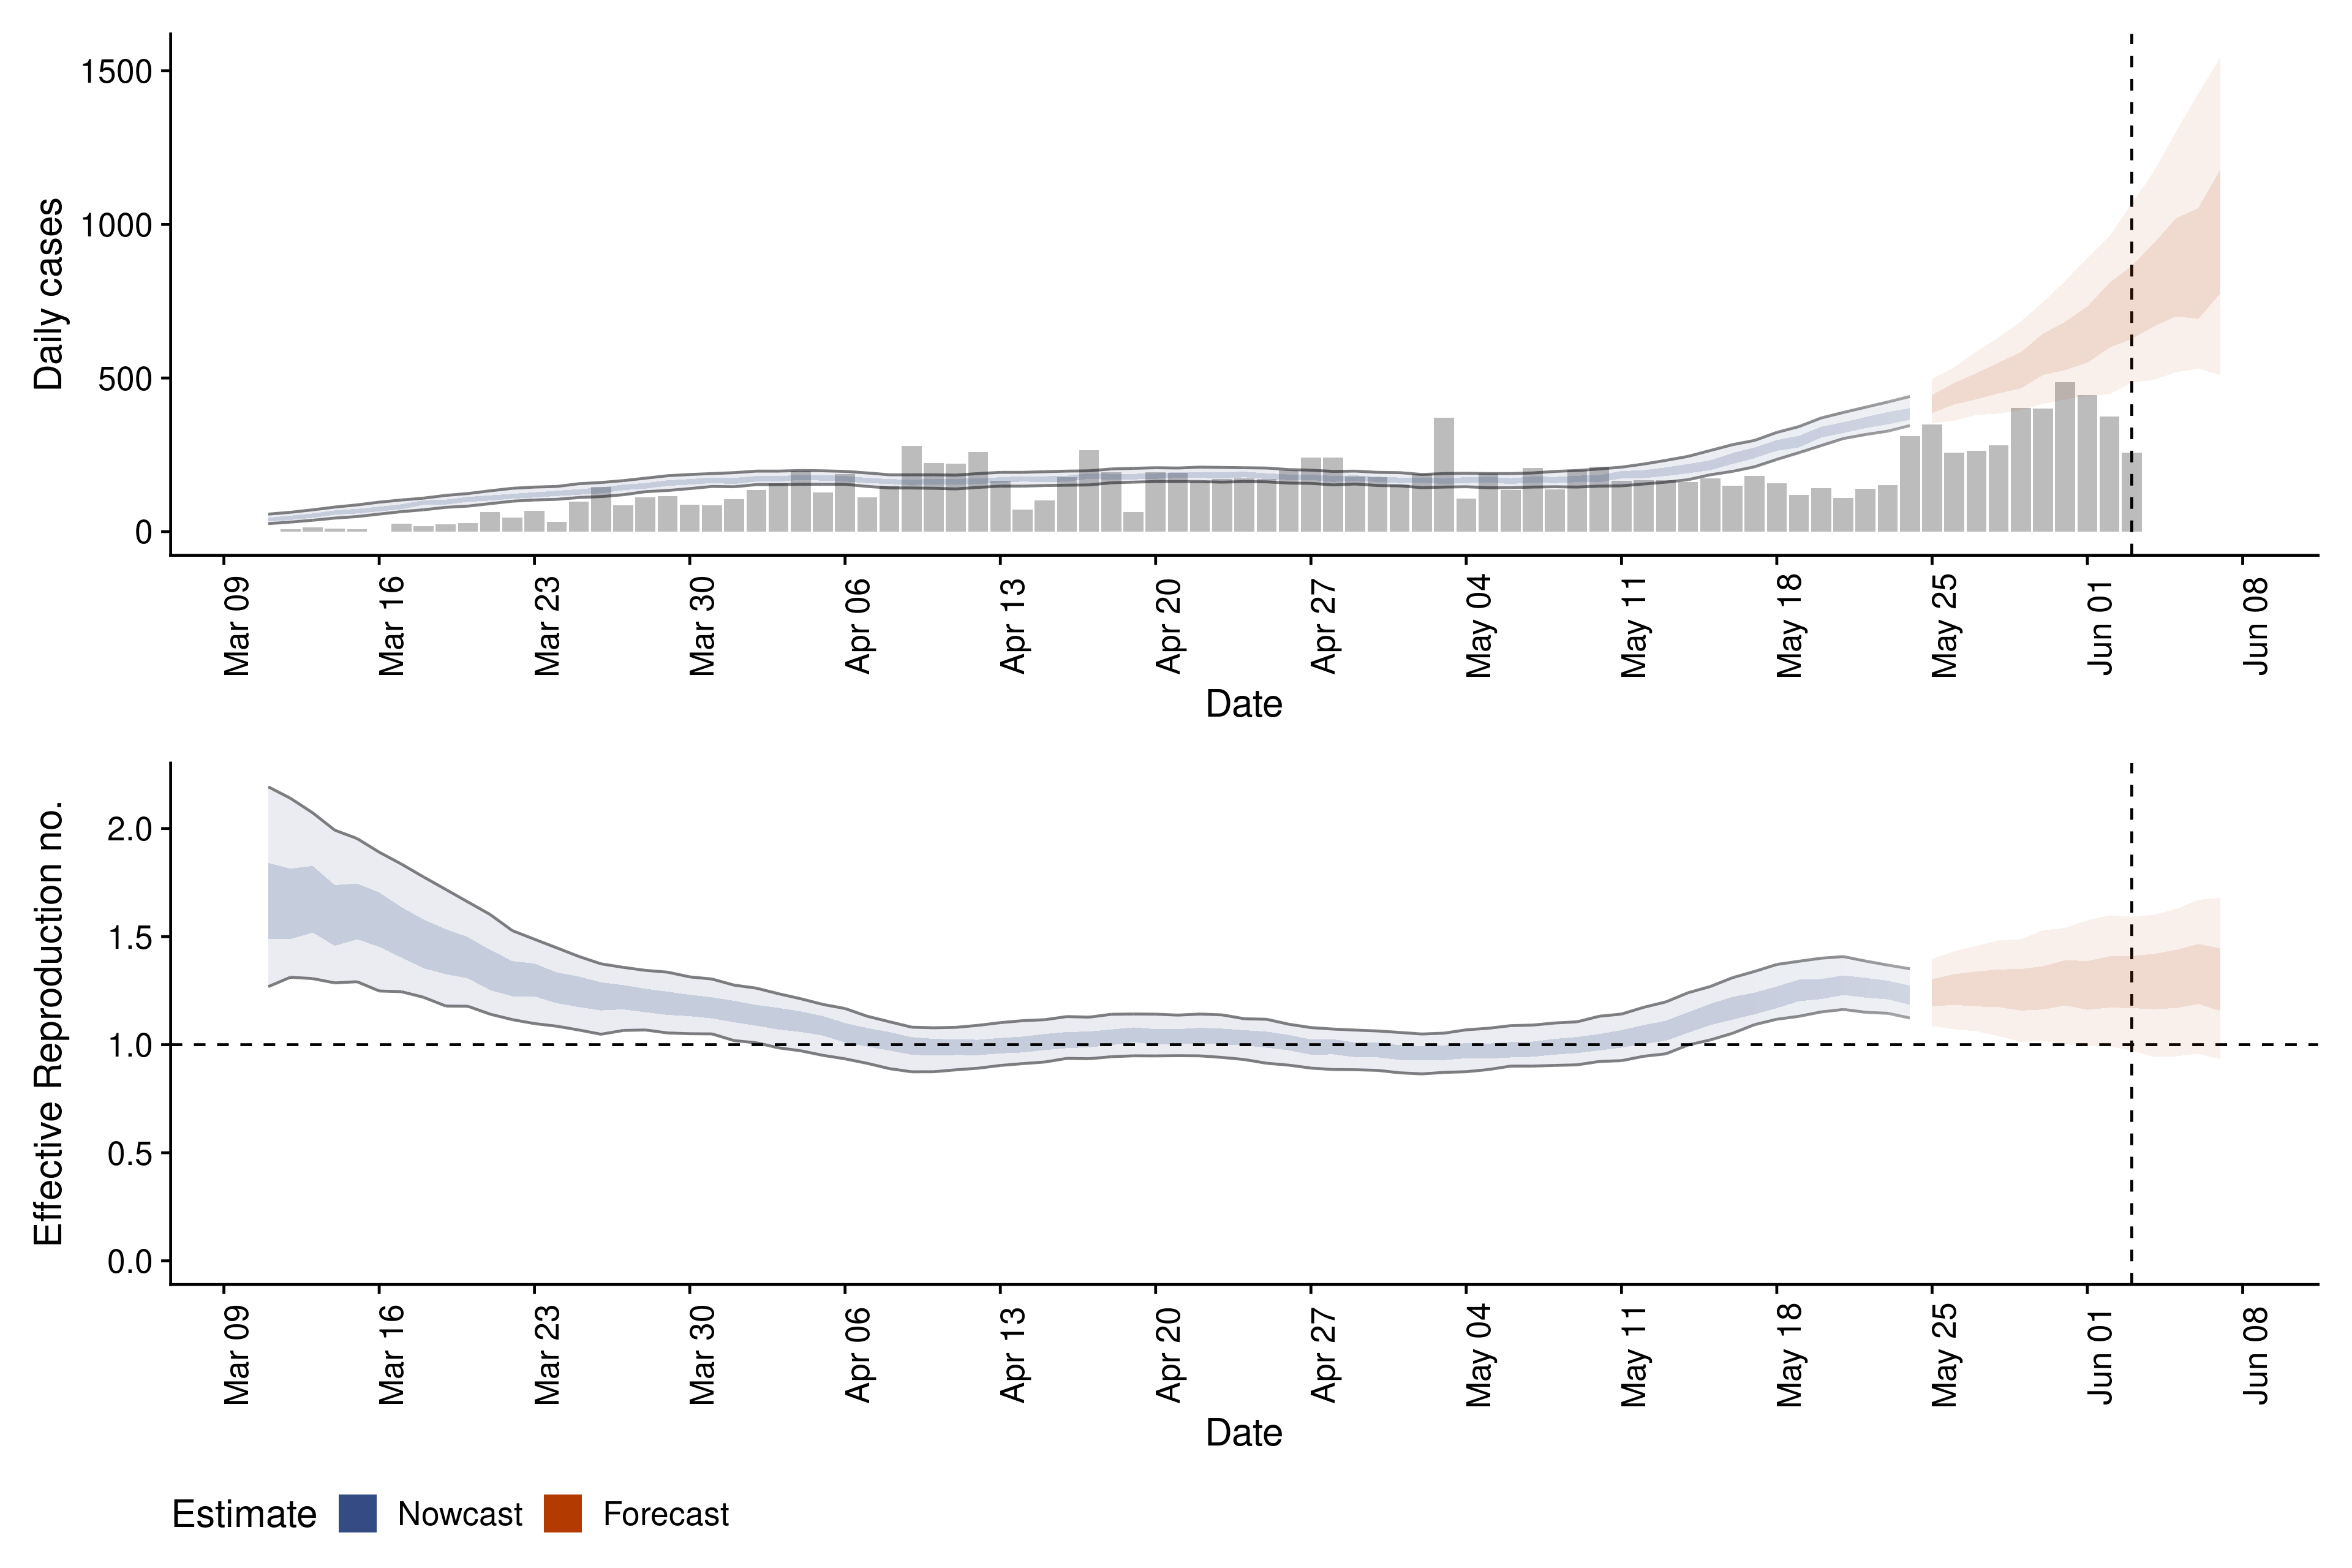 Daily cases
1500
1000
500
0
Mar 09
Mar 16
Mar 23
Mar 30
Apr 06
Apr 13
Apr 20
Apr 27
May 04
May 11
May 18
May 25
Jun 01
Jun 08
Date
Effective Reproduction no.
2.0
1.5
1.0
0.5
0.0
Mar 09
Mar 16
Mar 23
Mar 30
Apr 06
Apr 13
Apr 20
Apr 27
May 04
May 11
May 18
May 25
Jun 01
Jun 08
Date
Estimate Nowcast Forecast